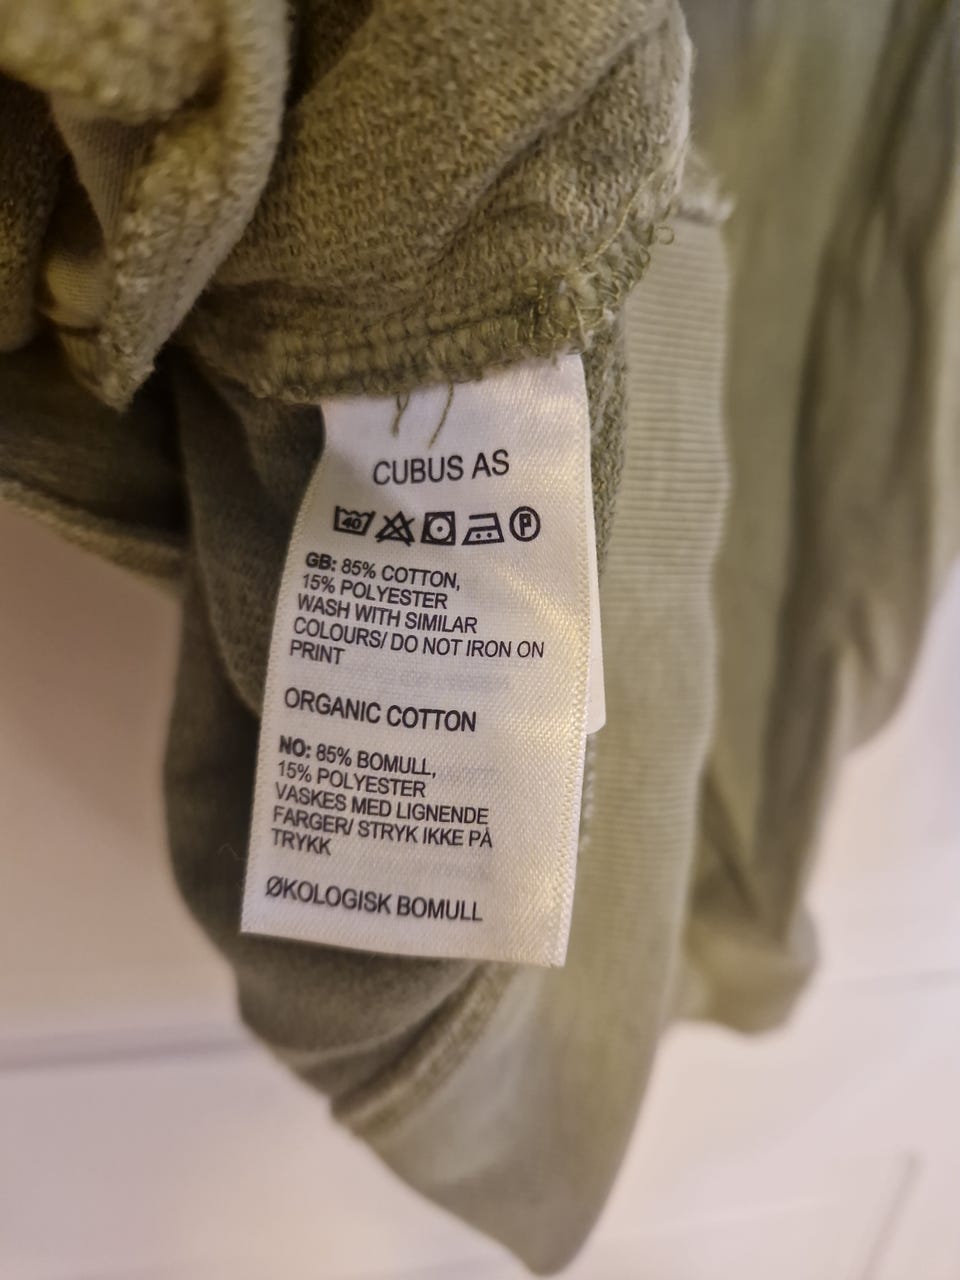 CUBUS AS
40 P
GB: 85% COTTON,
15% POLYESTER
WASH WITH SIMILAR
COLOURS/ DO NOT IRON ON
PRINT
ORGANIC COTTON
NO: 85% BOMULL,
15% POLYESTER
VASKES MED LIGNENDE
FARGER/ STRYK IKKE PÅ
TRYKK
ØKOLOGISK BOMULL